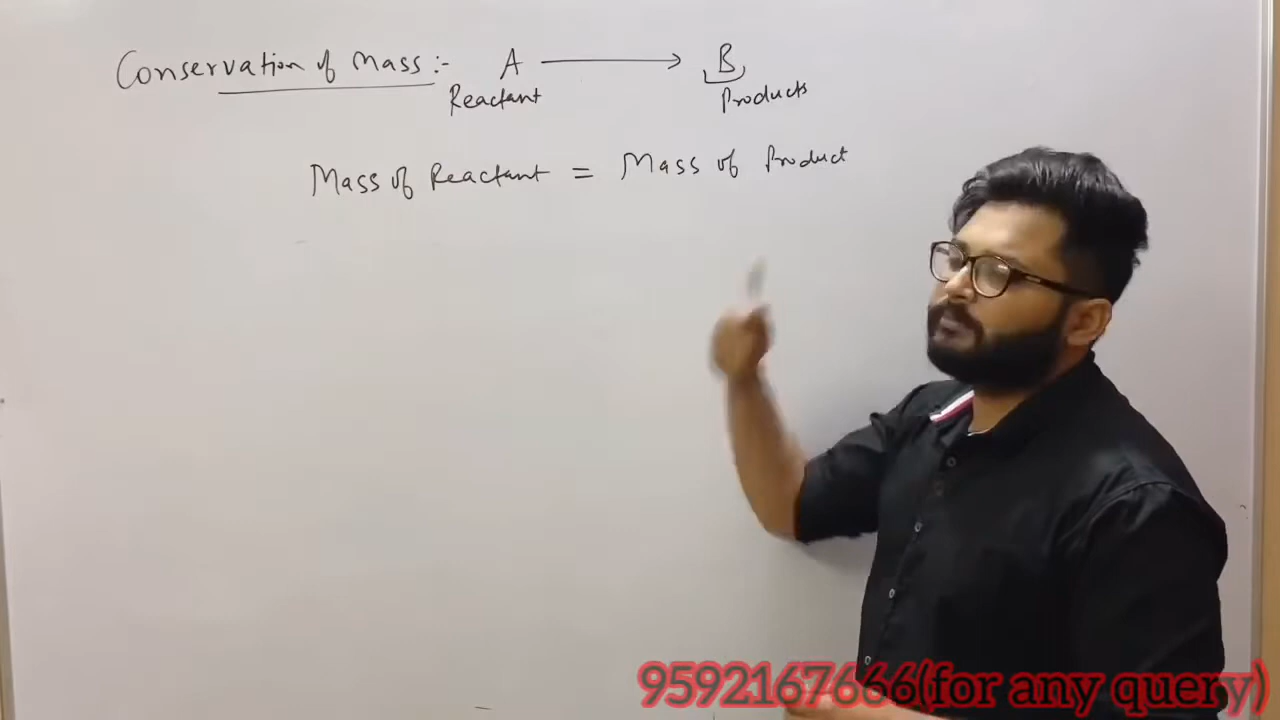 Conservation of Mass :- A ⟶ B
Reactant Products
Mass of Reactant = Mass of Product
9592167666(for any query)